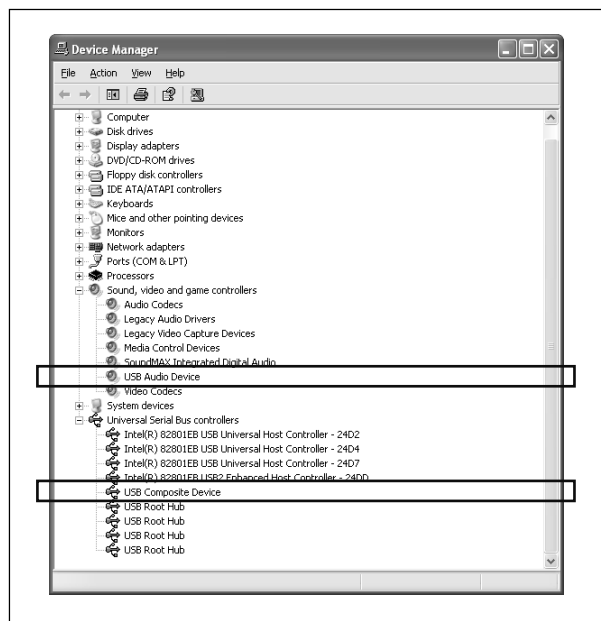 Device Manager
File Action View Help
Computer
Disk drives
Display adapters
DVD/CD-ROM drives
Floppy disk controllers
IDE ATA/ATAPI controllers
Keyboards
Mice and other pointing devices
Monitors
Network adapters
Ports (COM & LPT)
Processors
Sound, video and game controllers
Audio Codecs
Legacy Audio Drivers
Legacy Video Capture Devices
Media Control Devices
SoundMAX Integrated Digital Audio
USB Audio Device
Video Codecs
System devices
Universal Serial Bus controllers
Intel(R) 82801EB USB Universal Host Controller - 24D2
Intel(R) 82801EB USB Universal Host Controller - 24D4
Intel(R) 82801EB USB Universal Host Controller - 24D7
Intel(R) 82801EB USB2 Enhanced Host Controller - 24DD
USB Composite Device
USB Root Hub
USB Root Hub
USB Root Hub
USB Root Hub